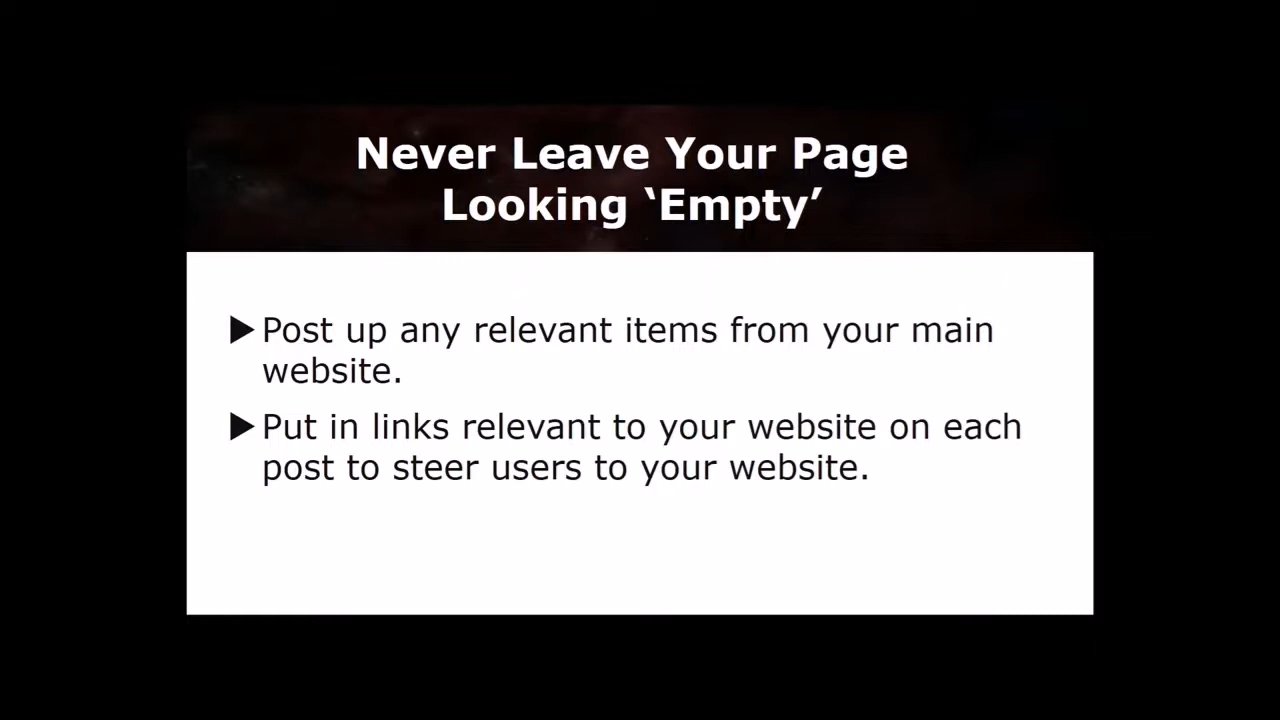 Never Leave Your Page
Looking ‘Empty’
▶Post up any relevant items from your main
website.
▶Put in links relevant to your website on each
post to steer users to your website.